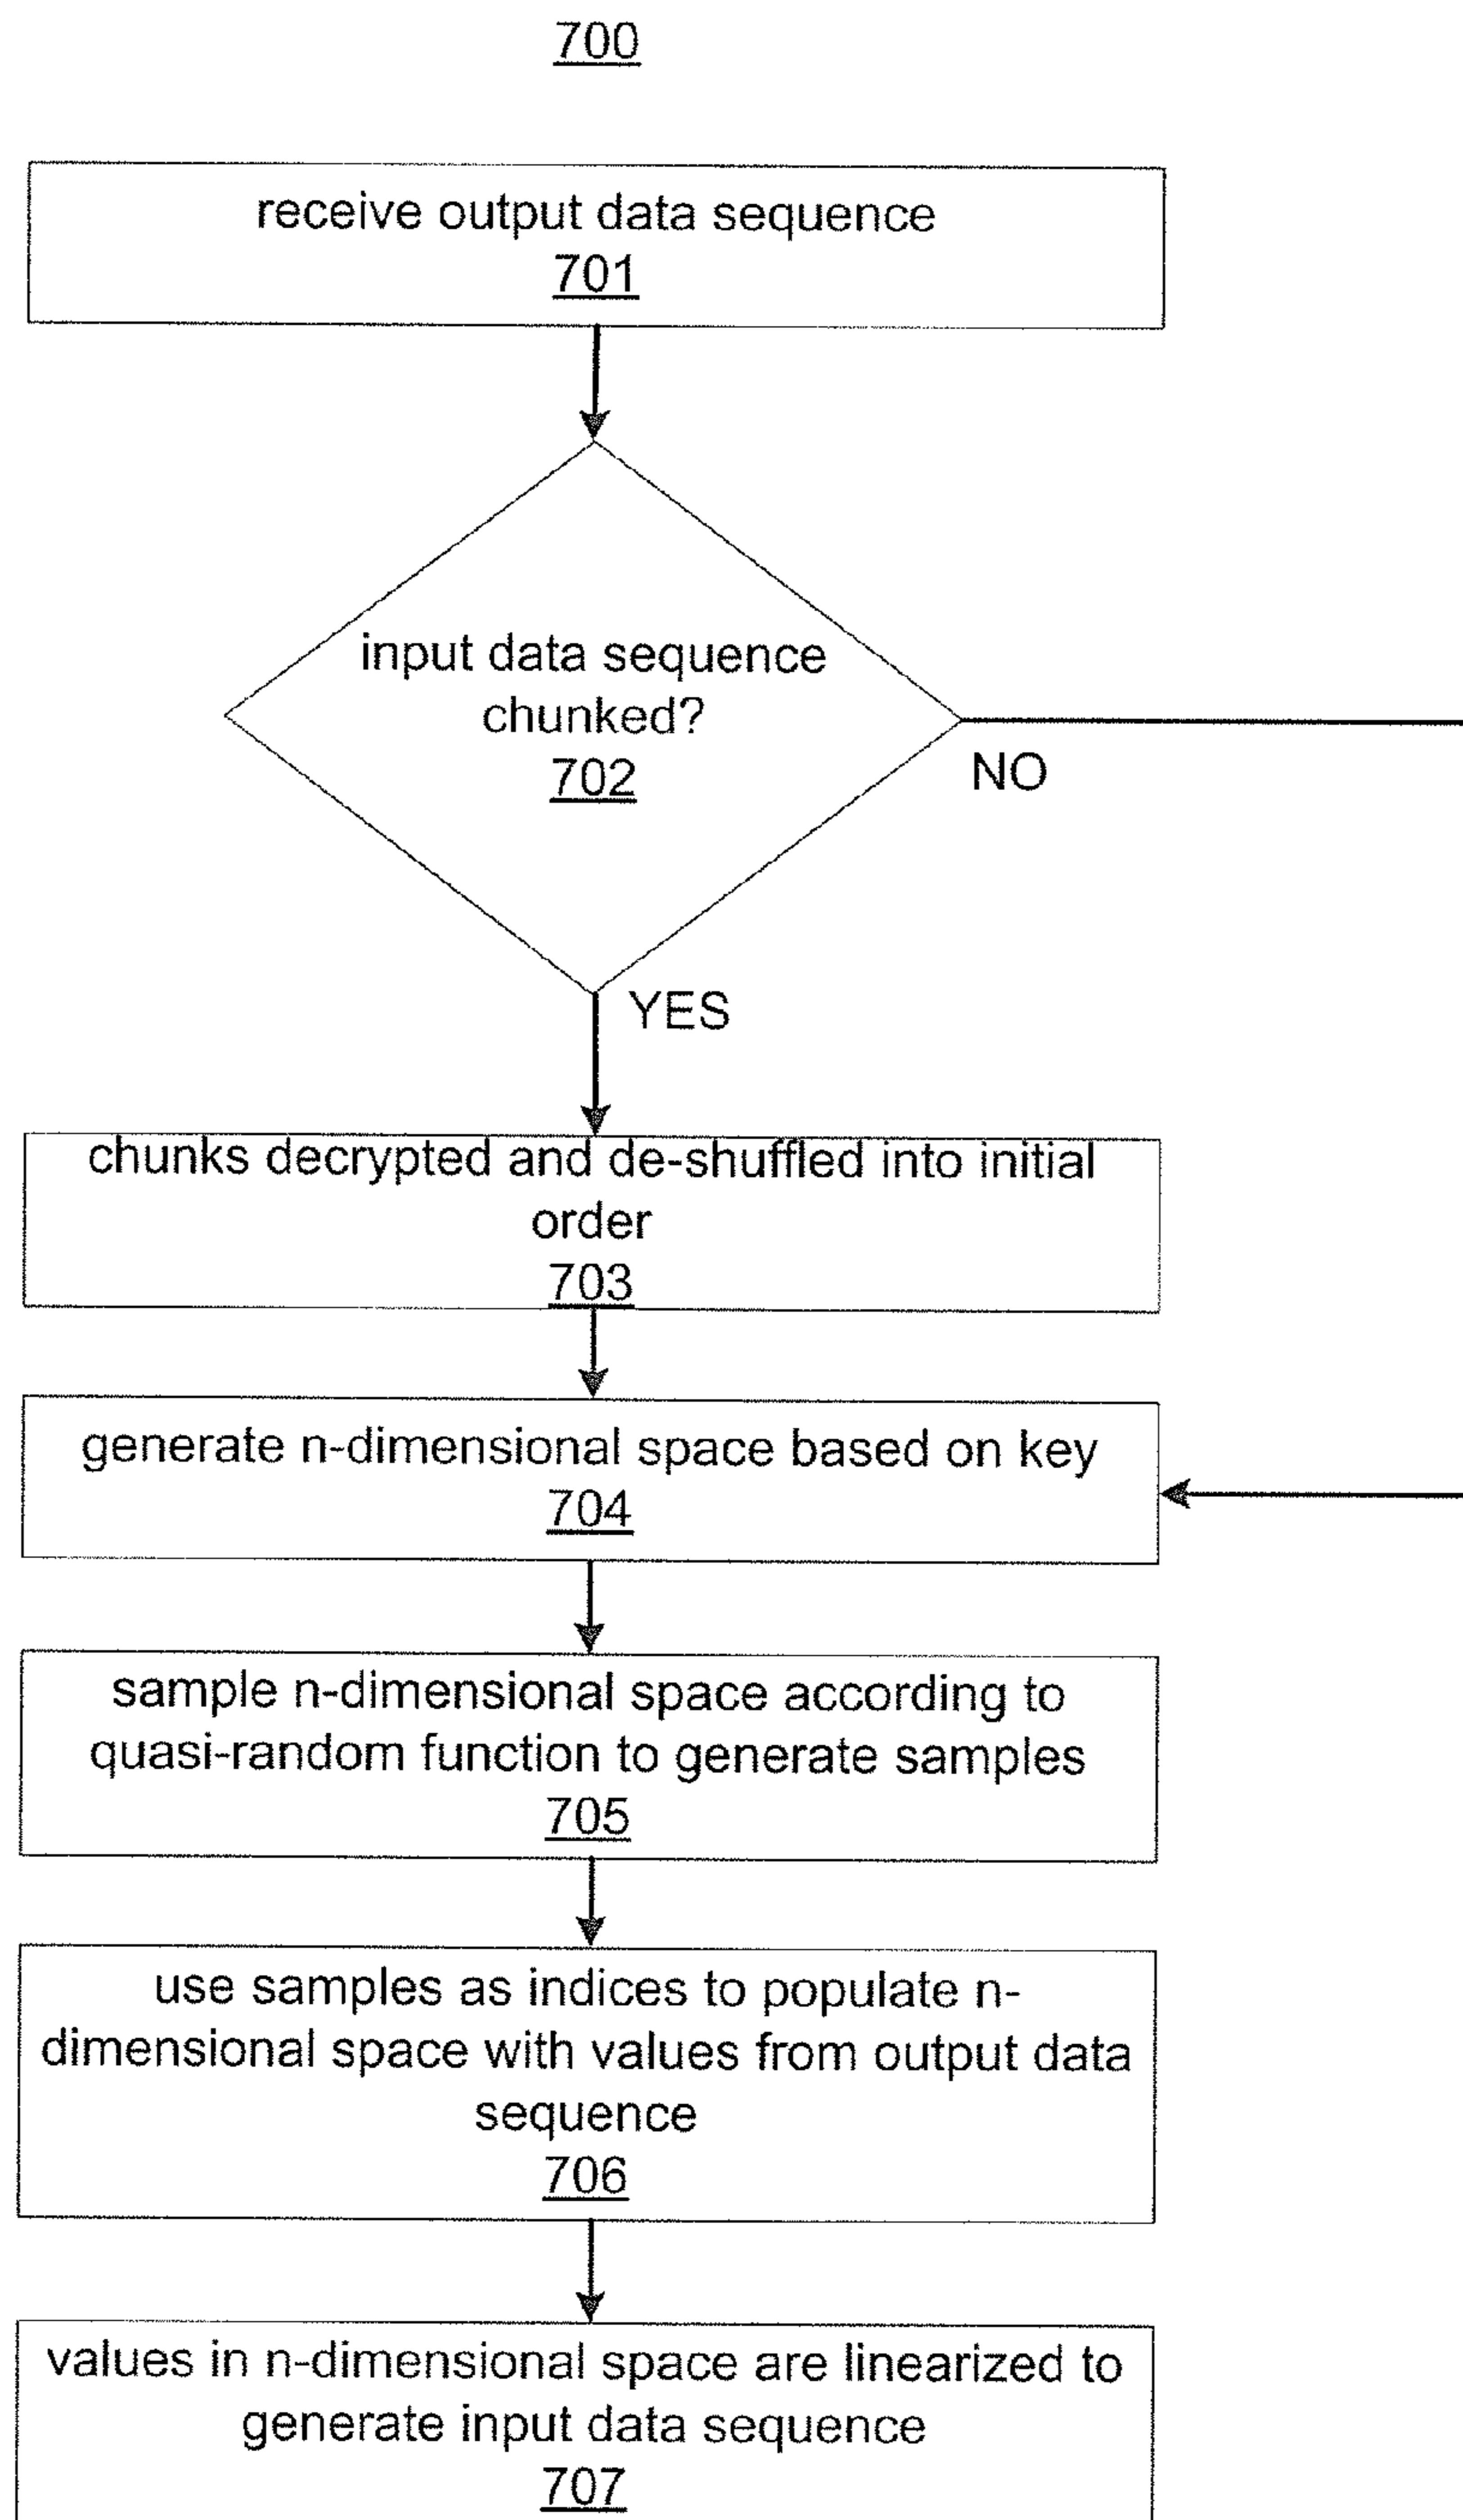 700
receive output data sequence
701
input data sequence
chunked?
702
NO
YES
chunks decrypted and de-shuffled into initial
order
703
generate n-dimensional space based on key
704
sample n-dimensional space according to
quasi-random function to generate samples
705
use samples as indices to populate n-
dimensional space with values from output data
sequence
706
values in n-dimensional space are linearized to
generate input data sequence
707